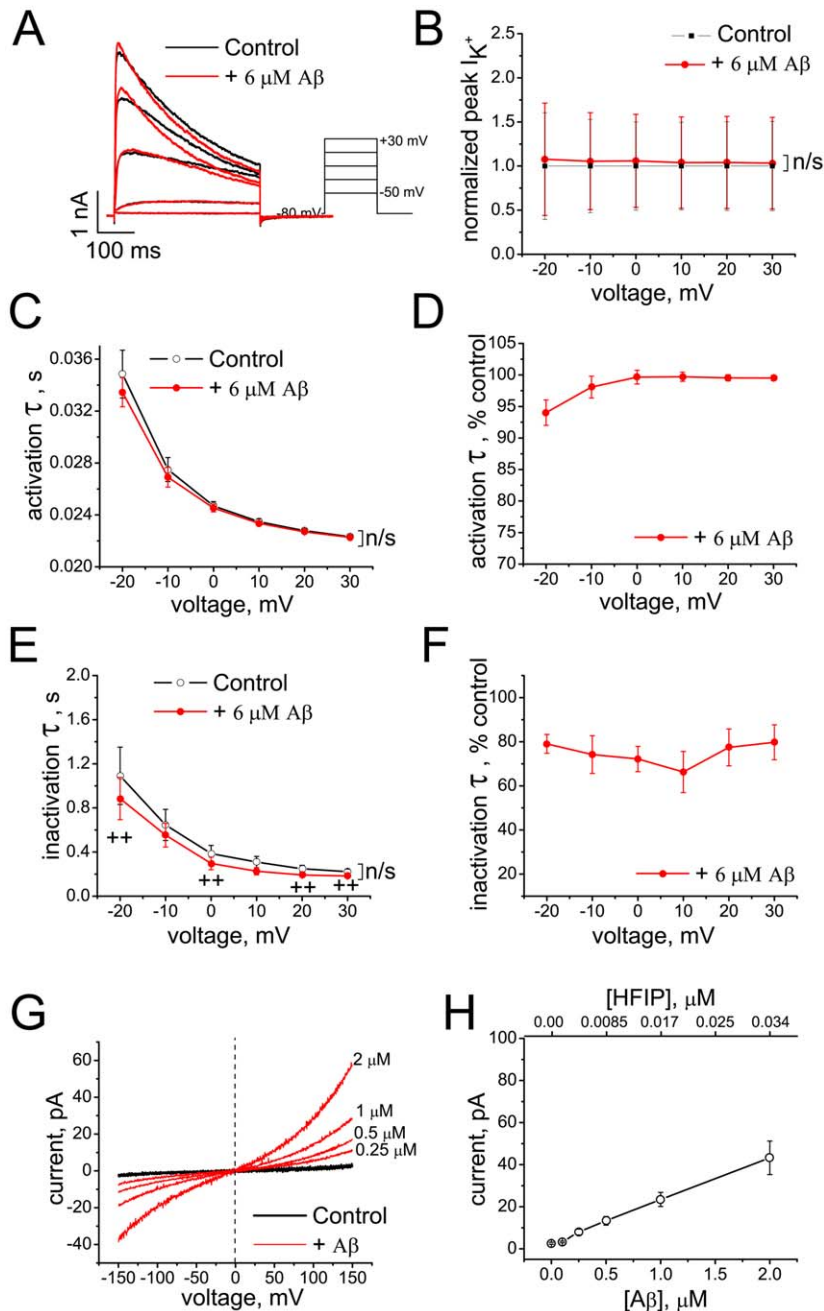 A
Control
+ 6 μM Aβ
+30 mV
-50 mV
-80 mV
1 nA
100 ms
B
Control
+ 6 μM Aβ
2.5
2.0
1.5
1.0
0.5
0.0
n/s
normalized peak IK+
-20 -10 0 10 20 30
voltage, mV
C
Control
+ 6 μM Aβ
0.036
0.032
0.028
0.024
0.020
n/s
activation τ , s
-20 -10 0 10 20 30
voltage, mV
D
105
100
95
90
85
80
75
70
activation τ , % control
+ 6 μM Aβ
-20 -10 0 10 20 30
voltage, mV
E
Control
+ 6 μM Aβ
2.0
1.6
1.2
0.8
0.4
0.0
++
++
++
++
n/s
inactivation τ , s
-20 -10 0 10 20 30
voltage, mV
F
100
80
60
40
20
inactivation τ , % control
+ 6 μM Aβ
-20 -10 0 10 20 30
voltage, mV
G
60
40
20
0
-20
-40
current, pA
2 μM
1 μM
0.5 μM
0.25 μM
Control
+ Aβ
-150 -100 -50 0 50 100 150
voltage, mV
H
[HFIP], μM
0.00 0.0085 0.017 0.025 0.034
100
80
60
40
20
0
current, pA
0.0 0.5 1.0 1.5 2.0
[Aβ], μM